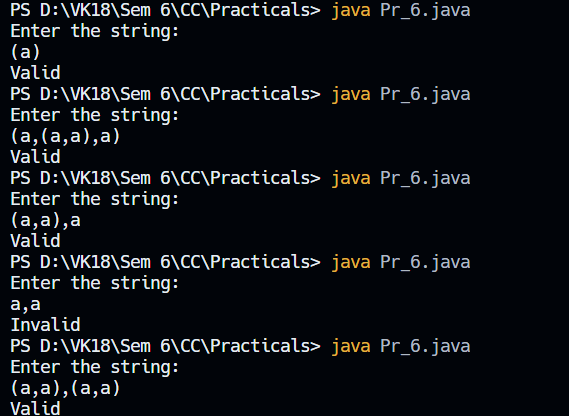 PS D:\VK18\Sem 6\CC\Practicals> java Pr_6.java
Enter the string:
(a)
Valid
PS D:\VK18\Sem 6\CC\Practicals> java Pr_6.java
Enter the string:
(a,(a,a),a)
Valid
PS D:\VK18\Sem 6\CC\Practicals> java Pr_6.java
Enter the string:
(a,a),a
Valid
PS D:\VK18\Sem 6\CC\Practicals> java Pr_6.java
Enter the string:
a,a
Invalid
PS D:\VK18\Sem 6\CC\Practicals> java Pr_6.java
Enter the string:
(a,a),(a,a)
Valid